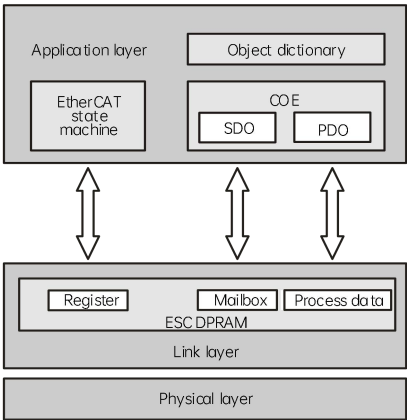 Application layer
Object dictionary
EtherCAT
state
machine
COE
SDO
PDO
Register
Mailbox
Process data
ESC DPRAM
Link layer
Physical layer